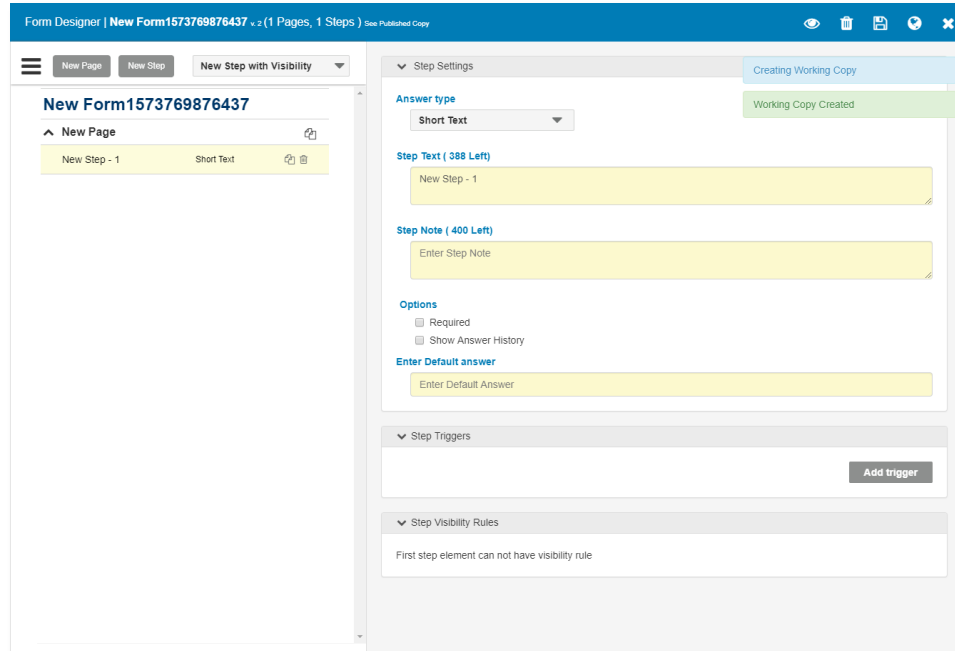 Form Designer | New Form1573769876437 v. 2 (1 Pages, 1 Steps ) See Published Copy
New Page
New Step
New Step with Visibility
New Form1573769876437
New Page
New Step - 1
Short Text
Step Settings
Creating Working Copy
Working Copy Created
Answer type
Short Text
Step Text ( 388 Left)
New Step - 1
Step Note ( 400 Left)
Enter Step Note
Options
Required
Show Answer History
Enter Default answer
Enter Default Answer
Step Triggers
Add trigger
Step Visibility Rules
First step element can not have visibility rule